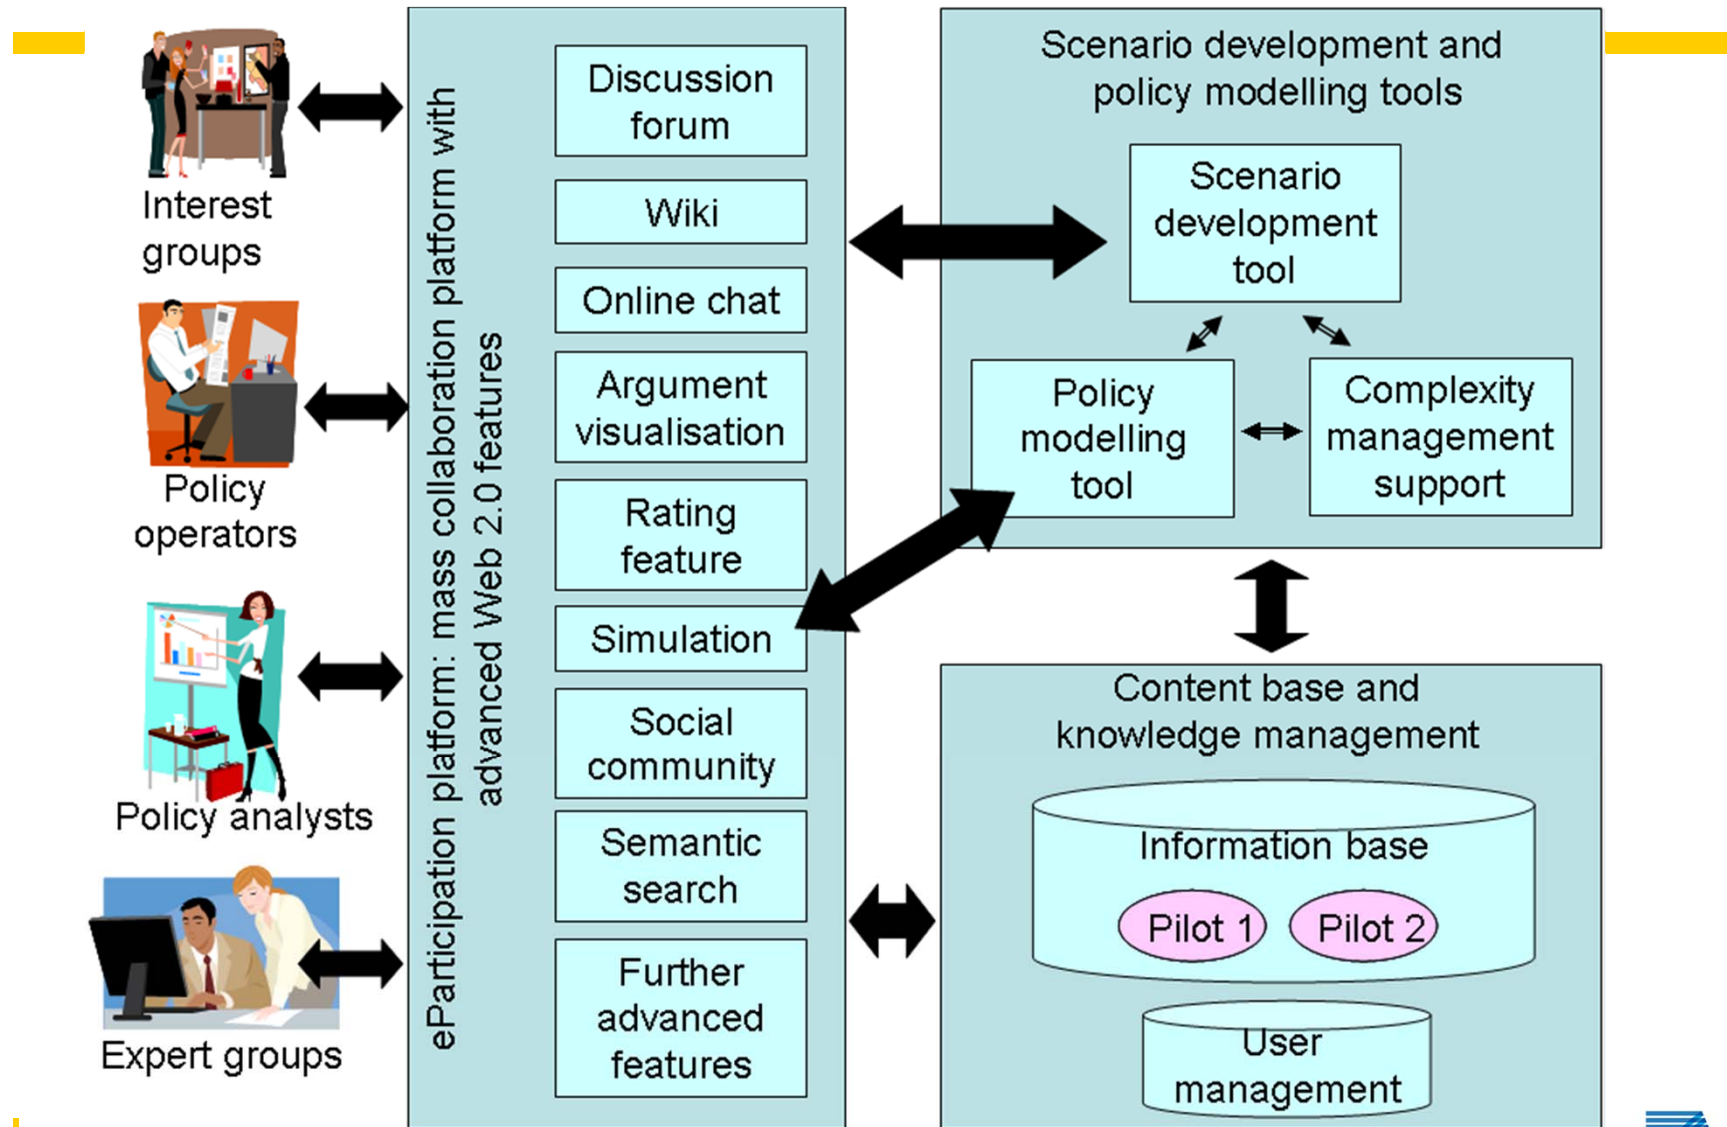 Interest
groups
Policy
operators
Policy analysts
Expert groups
eParticipation platform: mass collaboration platform with
advanced Web 2.0 features
Discussion
forum
Wiki
Online chat
Argument
visualisation
Rating
feature
Simulation
Social
community
Semantic
search
Further
advanced
features
Scenario development and
policy modelling tools
Scenario
development
tool
Policy
modelling
tool
Complexity
management
support
Content base and
knowledge management
Information base
Pilot 1
Pilot 2
User
management